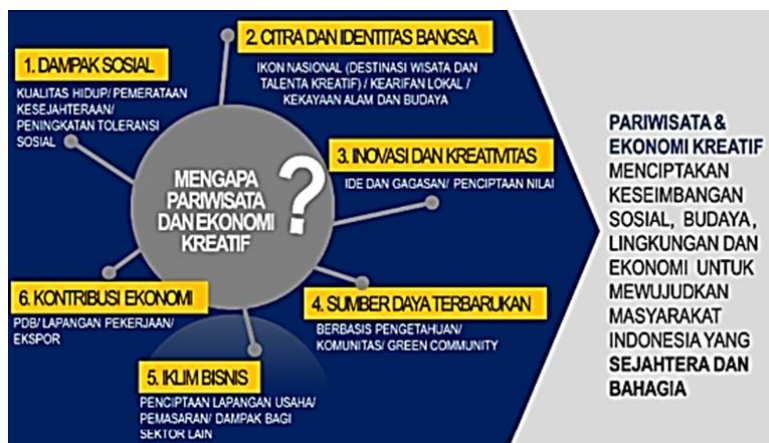 1. DAMPAK SOSIAL
KUALITAS HIDUP/ PEMERATAAN
KESEJAHTERAAN/
PENINGKATAN TOLERANSI
SOSIAL
2. CITRA DAN IDENTITAS BANGSA
IKON NASIONAL (DESTINASI WISATA DAN
TALENTA KREATIF) / KEARIFAN LOKAL /
KEKAYAAN ALAM DAN BUDAYA
MENGAPA
PARIWISATA
DAN EKONOMI
KREATIF
?
3. INOVASI DAN KREATIVITAS
IDE DAN GAGASAN/ PENCIPTAAN NILAI
4. SUMBER DAYA TERBARUKAN
BERBASIS PENGETAHUAN/
KOMUNITAS/ GREEN COMMUNITY
5. IKLIM BISNIS
PENCIPTAAN LAPANGAN USAHA/
PEMASARAN/ DAMPAK BAGI
SEKTOR LAIN
6. KONTRIBUSI EKONOMI
PDB/ LAPANGAN PEKERJAAN/
EKSPOR
PARIWISATA &
EKONOMI KREATIF
MENCIPTAKAN
KESEIMBANGAN
SOSIAL, BUDAYA,
LINGKUNGAN DAN
EKONOMI UNTUK
MEWUJUDKAN
MASYARAKAT
INDONESIA YANG
SEJAHTERA DAN
BAHAGIA